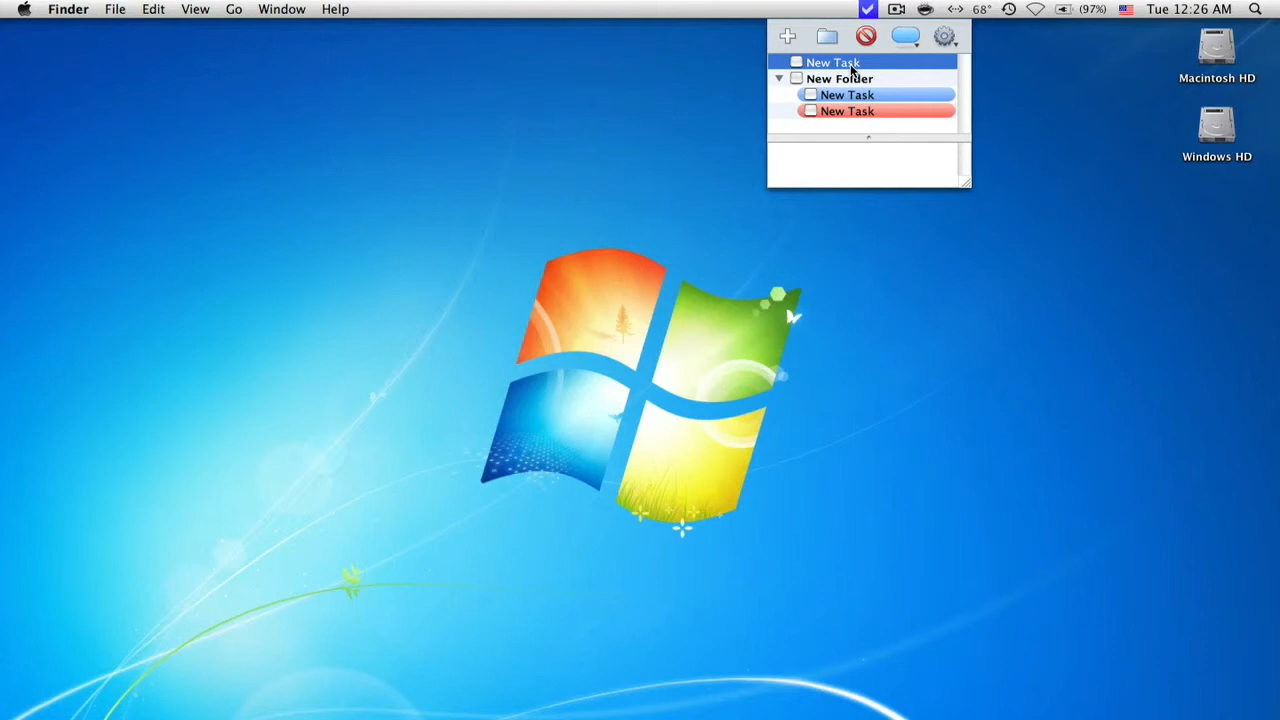 Finder File Edit View Go Window Help 68° (97%) Tue 12:26 AM
New Task
New Folder
New Task
New Task
Macintosh HD
Windows HD